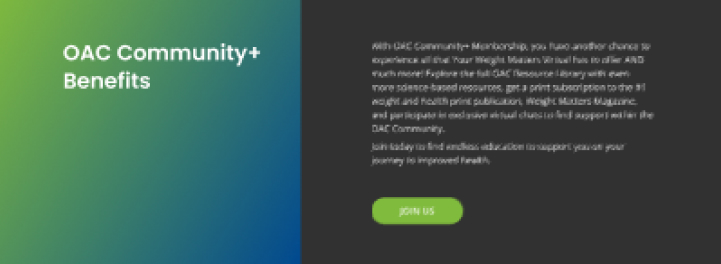 OAC Community+
Benefits
With OAC Community+ Membership, you have another chance to
experience all that Your Weight Matters Virtual has to offer AND
much more! Explore the full OAC Resource Library with even
more science-based resources, get a print subscription to the #1
weight and health print publication, Weight Matters Magazine,
and participate in exclusive virtual chats to find support within the
OAC Community.
Join today to find endless education to support you on your
journey to improved health.
JOIN US